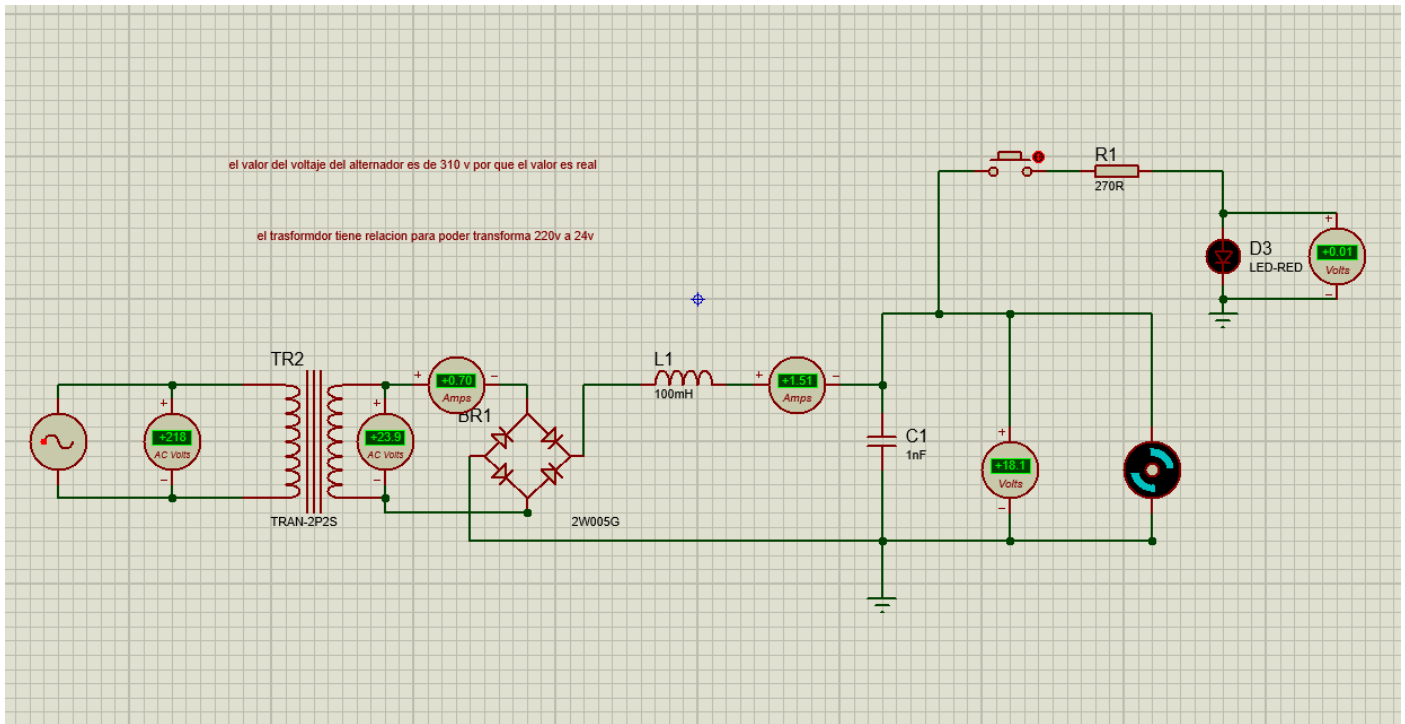 el valor del voltaje del alternador es de 310 v por que el valor es real
R1
270R
el trasformdor tiene relacion para poder transforma 220v a 24v
+0.01
Volts
D3
LED-RED
TR2
+0.70
Amps
BR1
L1
100mH
+1.51
Amps
+218
AC Volts
+23.9
AC Volts
C1
1nF
+18.1
Volts
TRAN-2P2S
2W005G